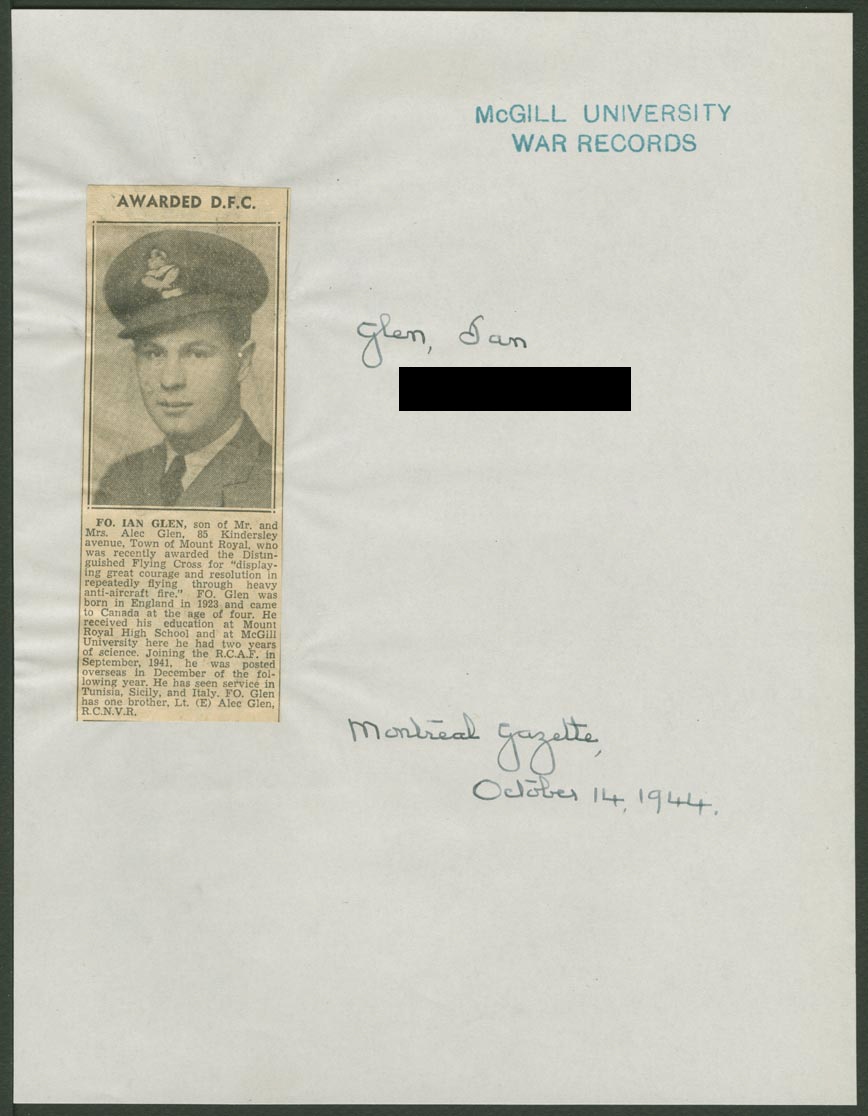 McGILL UNIVERSITY
WAR RECORDS
AWARDED D.F.C.
FO. IAN GLEN, son of Mr. and
Mrs. Alec Glen, 85 Kindersley
avenue, Town of Mount Royal, who
was recently awarded the Distin-
guished Flying Cross for "display-
ing great courage and resolution in
repeatedly flying through heavy
anti-aircraft fire." FO. Glen was
born in England in 1923 and came
to Canada at the age of four. He
received his education at Mount
Royal High School and at McGill
University here he had two years
of science. Joining the R.C.A.F. in
September, 1941, he was posted
overseas in December of the fol-
lowing year. He has seen service in
Tunisia, Sicily, and Italy. FO. Glen
has one brother, Lt. (E) Alec Glen,
R.C.N.V.R.
Glen, Ian
Montreal Gazette,
October 14, 1944.